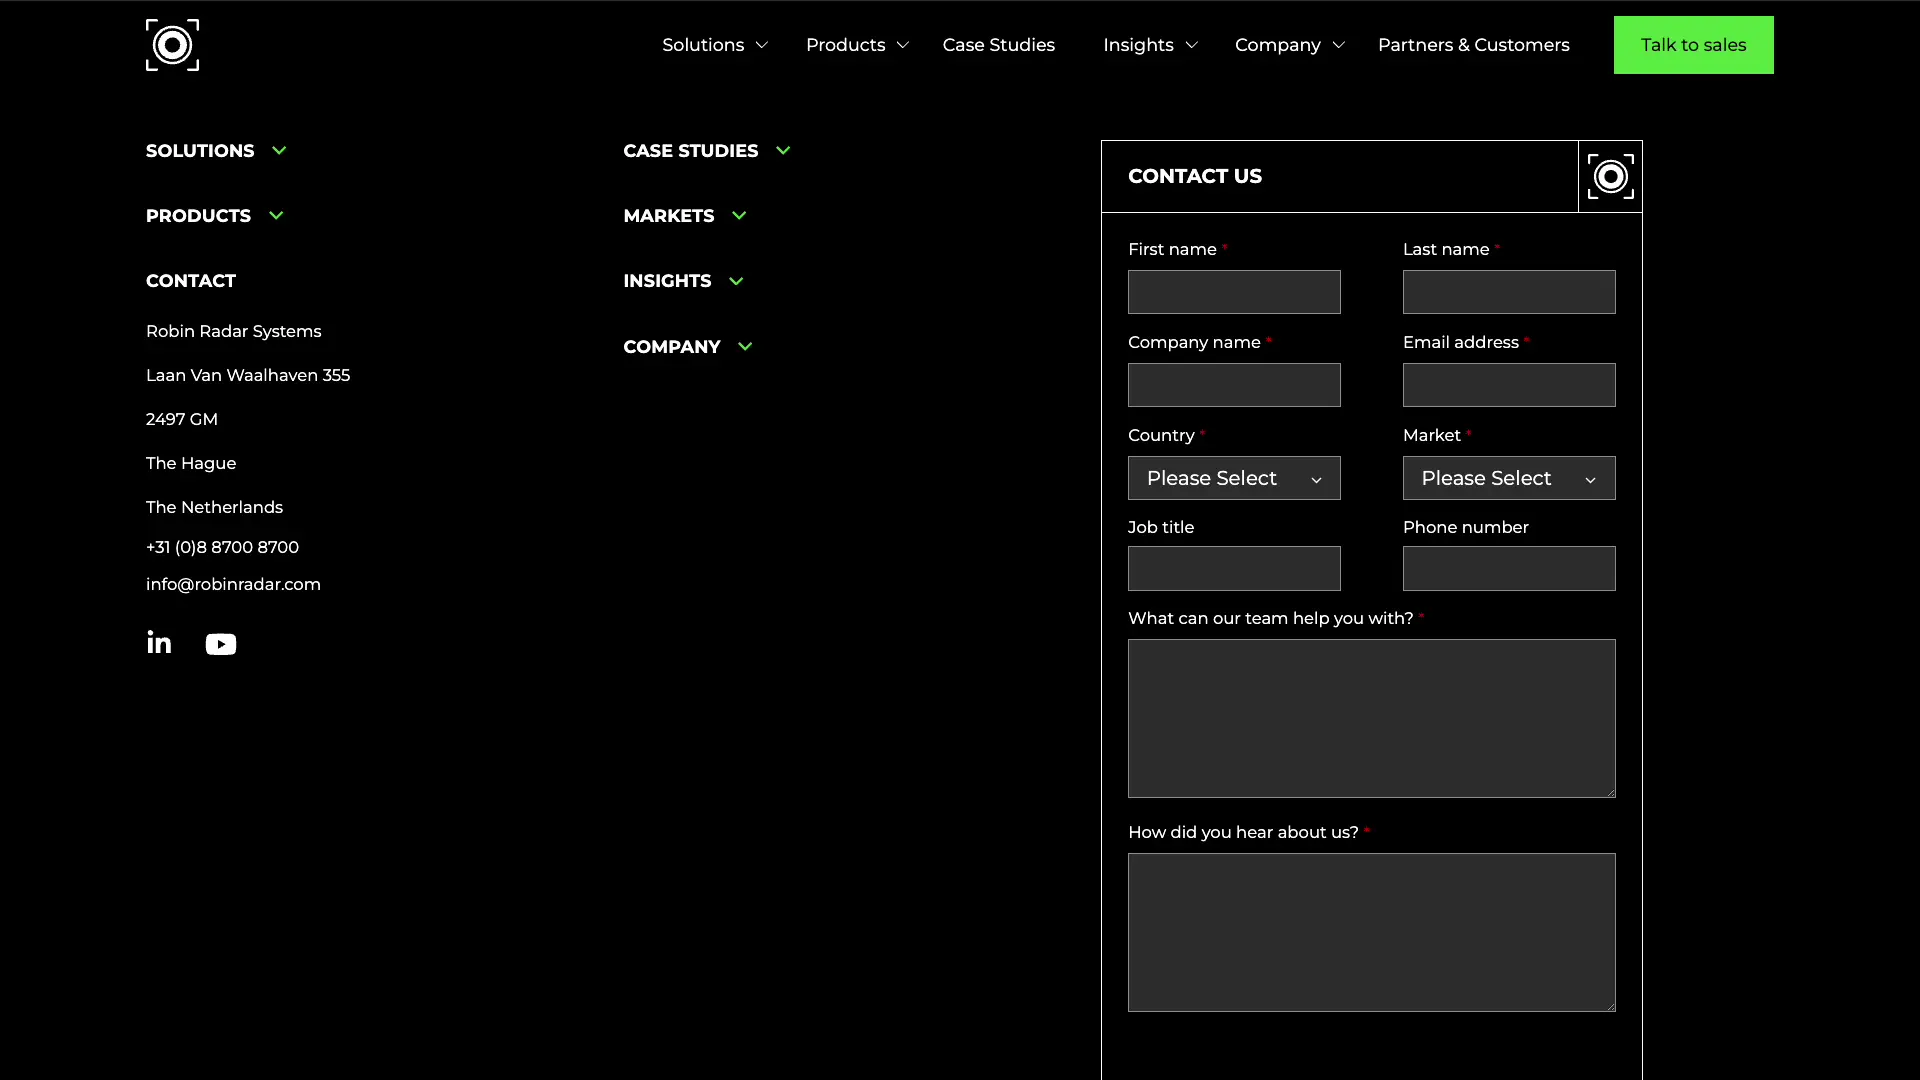 Solutions
Products
Case Studies
Insights
Company
Partners & Customers
Talk to sales
SOLUTIONS
PRODUCTS
CONTACT
Robin Radar Systems
Laan Van Waalhaven 355
2497 GM
The Hague
The Netherlands
+31 (0)8 8700 8700
info@robinradar.com
in
CASE STUDIES
MARKETS
INSIGHTS
COMPANY
CONTACT US
First name *
Last name *
Company name *
Email address *
Country *
Please Select
Market *
Please Select
Job title
Phone number
What can our team help you with? *
How did you hear about us? *